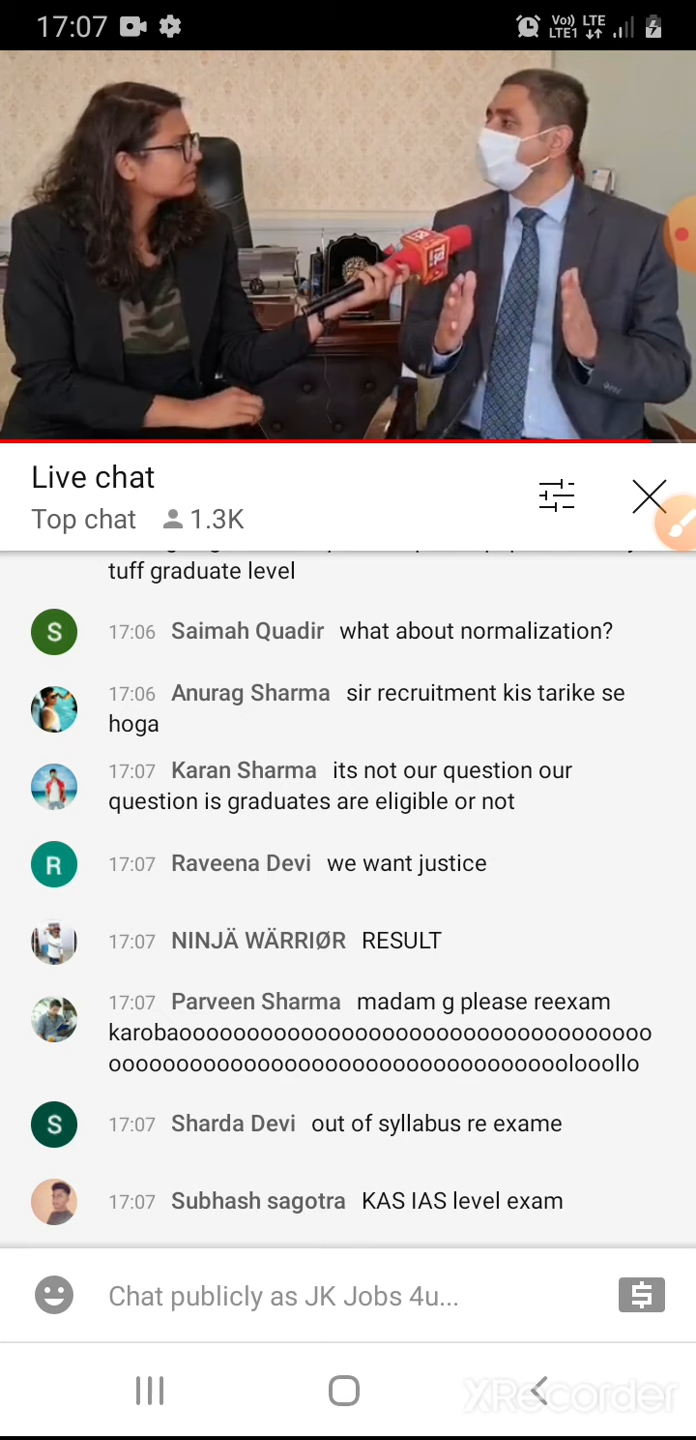 17:07
Vo)) LTE
LTE1
Live chat
Top chat 1.3K
tuff graduate level
S 17:06 Saimah Quadir what about normalization?
17:06 Anurag Sharma sir recruitment kis tarike se
hoga
17:07 Karan Sharma its not our question our
question is graduates are eligible or not
R 17:07 Raveena Devi we want justice
17:07 NINJÄ WÄRRIØR RESULT
17:07 Parveen Sharma madam g please reexam
karobaooooooooooooooooooooooooooooooooooo
oooooooooooooooooooooooooooooooooolooollo
S 17:07 Sharda Devi out of syllabus re exame
17:07 Subhash sagotra KAS IAS level exam
Chat publicly as JK Jobs 4u...
XRecorder